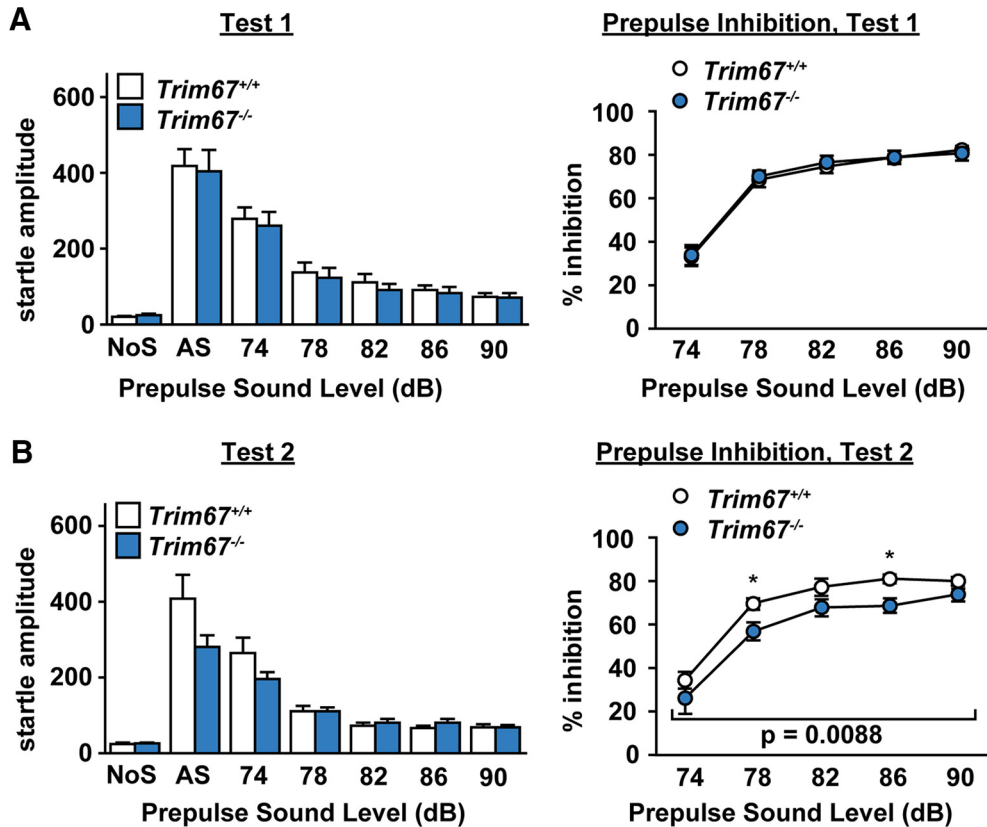 A
Test 1
startle amplitude
600
400
200
0
Trim67+/+
Trim67-/-
NoS AS 74 78 82 86 90
Prepulse Sound Level (dB)
Prepulse Inhibition, Test 1
Trim67+/+
Trim67-/-
% inhibition
100
80
60
40
20
0
74 78 82 86 90
Prepulse Sound Level (dB)
B
Test 2
startle amplitude
600
400
200
0
Trim67+/+
Trim67-/-
NoS AS 74 78 82 86 90
Prepulse Sound Level (dB)
Prepulse Inhibition, Test 2
Trim67+/+
Trim67-/-
% inhibition
100
80
60
40
20
0
* *
p = 0.0088
74 78 82 86 90
Prepulse Sound Level (dB)